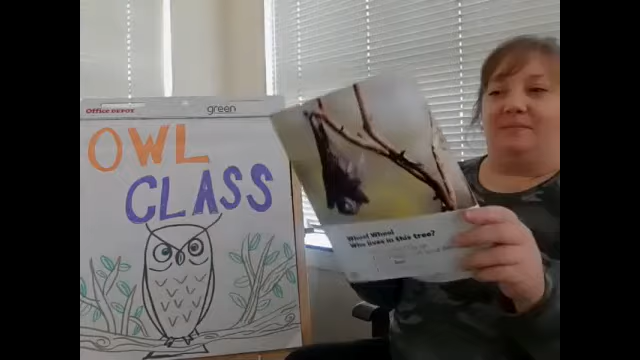 Office DEPOT
green
OWL
CLASS
Whoo! Whoo!
Who lives in this tree?